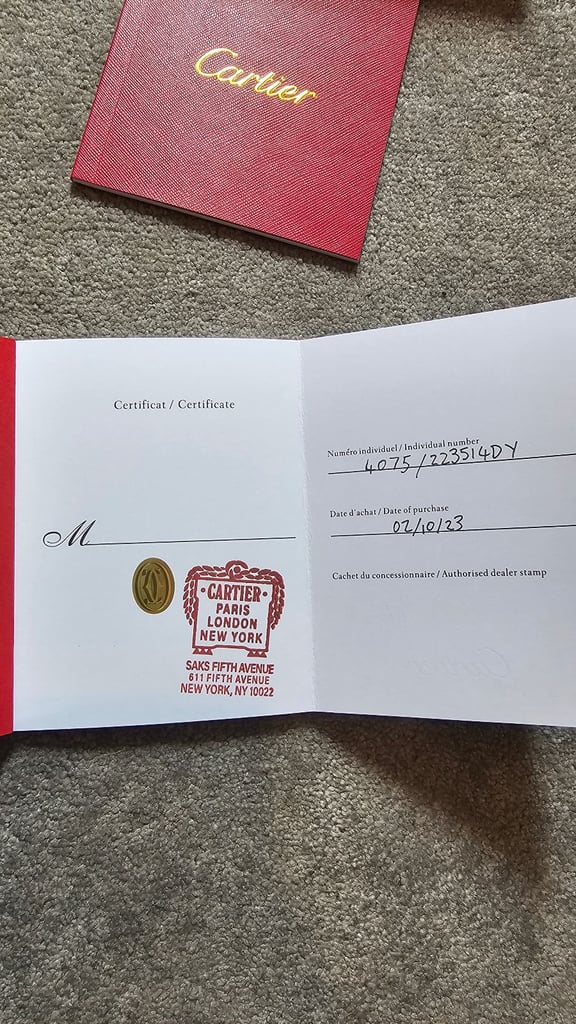 Cartier
Certificat / Certificate
M
CARTIER
PARIS
LONDON
NEW YORK
SAKS FIFTH AVENUE
611 FIFTH AVENUE
NEW YORK, NY 10022
Numéro individuel / Individual number
4075/223514DY
Date d'achat / Date of purchase
02/10/23
Cachet du concessionnaire / Authorised dealer stamp
Cartier